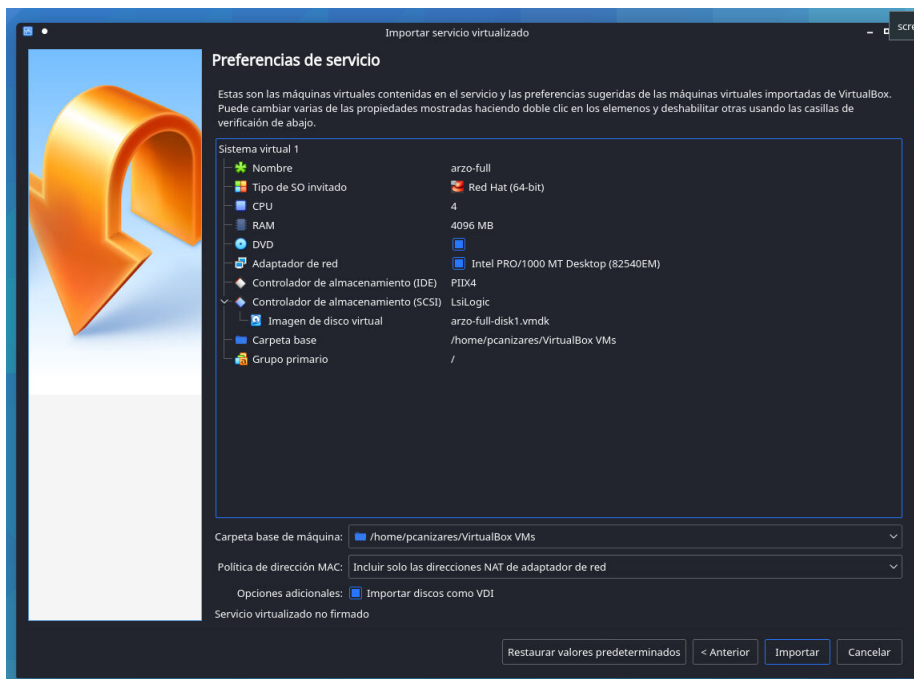 Importar servicio virtualizado
scre
Preferencias de servicio
Estas son las máquinas virtuales contenidas en el servicio y las preferencias sugeridas de las máquinas virtuales importadas de VirtualBox.
Puede cambiar varias de las propiedades mostradas haciendo doble clic en los elemenos y deshabilitar otras usando las casillas de
verificaión de abajo.
Sistema virtual 1
Nombre arzo-full
Tipo de SO invitado Red Hat (64-bit)
CPU 4
RAM 4096 MB
DVD
Adaptador de red Intel PRO/1000 MT Desktop (82540EM)
Controlador de almacenamiento (IDE) PIIX4
Controlador de almacenamiento (SCSI) LsiLogic
Imagen de disco virtual arzo-full-disk1.vmdk
Carpeta base /home/pcanizares/VirtualBox VMs
Grupo primario /
Carpeta base de máquina: /home/pcanizares/VirtualBox VMs
Política de dirección MAC: Incluir solo las direcciones NAT de adaptador de red
Opciones adicionales: Importar discos como VDI
Servicio virtualizado no firmado
Restaurar valores predeterminados < Anterior Importar Cancelar